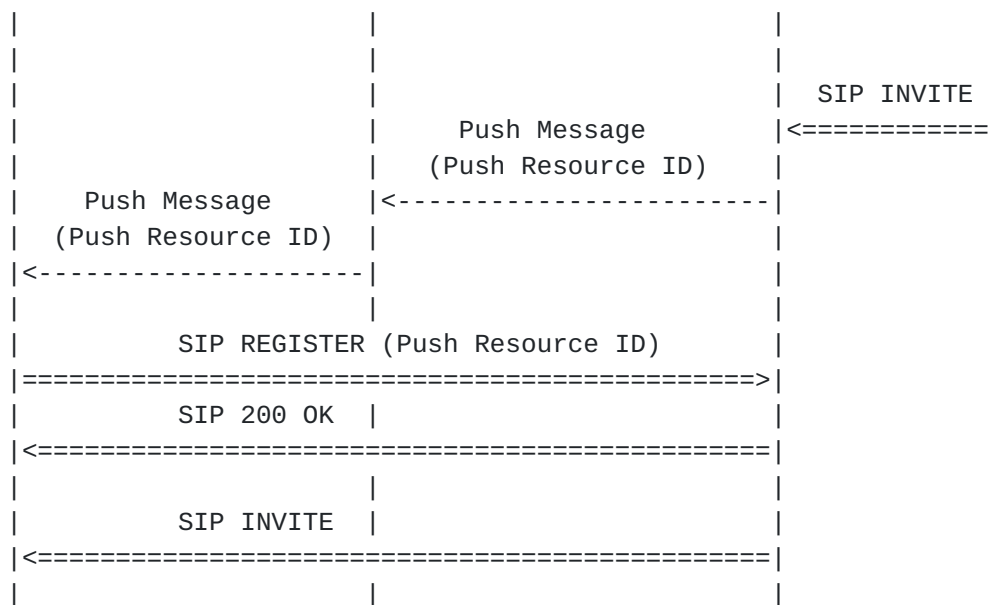 |                      |                         |
|                      |                         |
|                      |                         |  SIP INVITE
|                      |     Push Message        |<============
|                      |   (Push Resource ID)    |
|    Push Message      |<------------------------|
|  (Push Resource ID)  |                         |
|<---------------------|                         |
|                      |                         |
|          SIP REGISTER (Push Resource ID)       |
|===============================================>|
|          SIP 200 OK  |                         |
|<===============================================|
|                      |                         |
|          SIP INVITE  |                         |
|<===============================================|
|                      |                         |